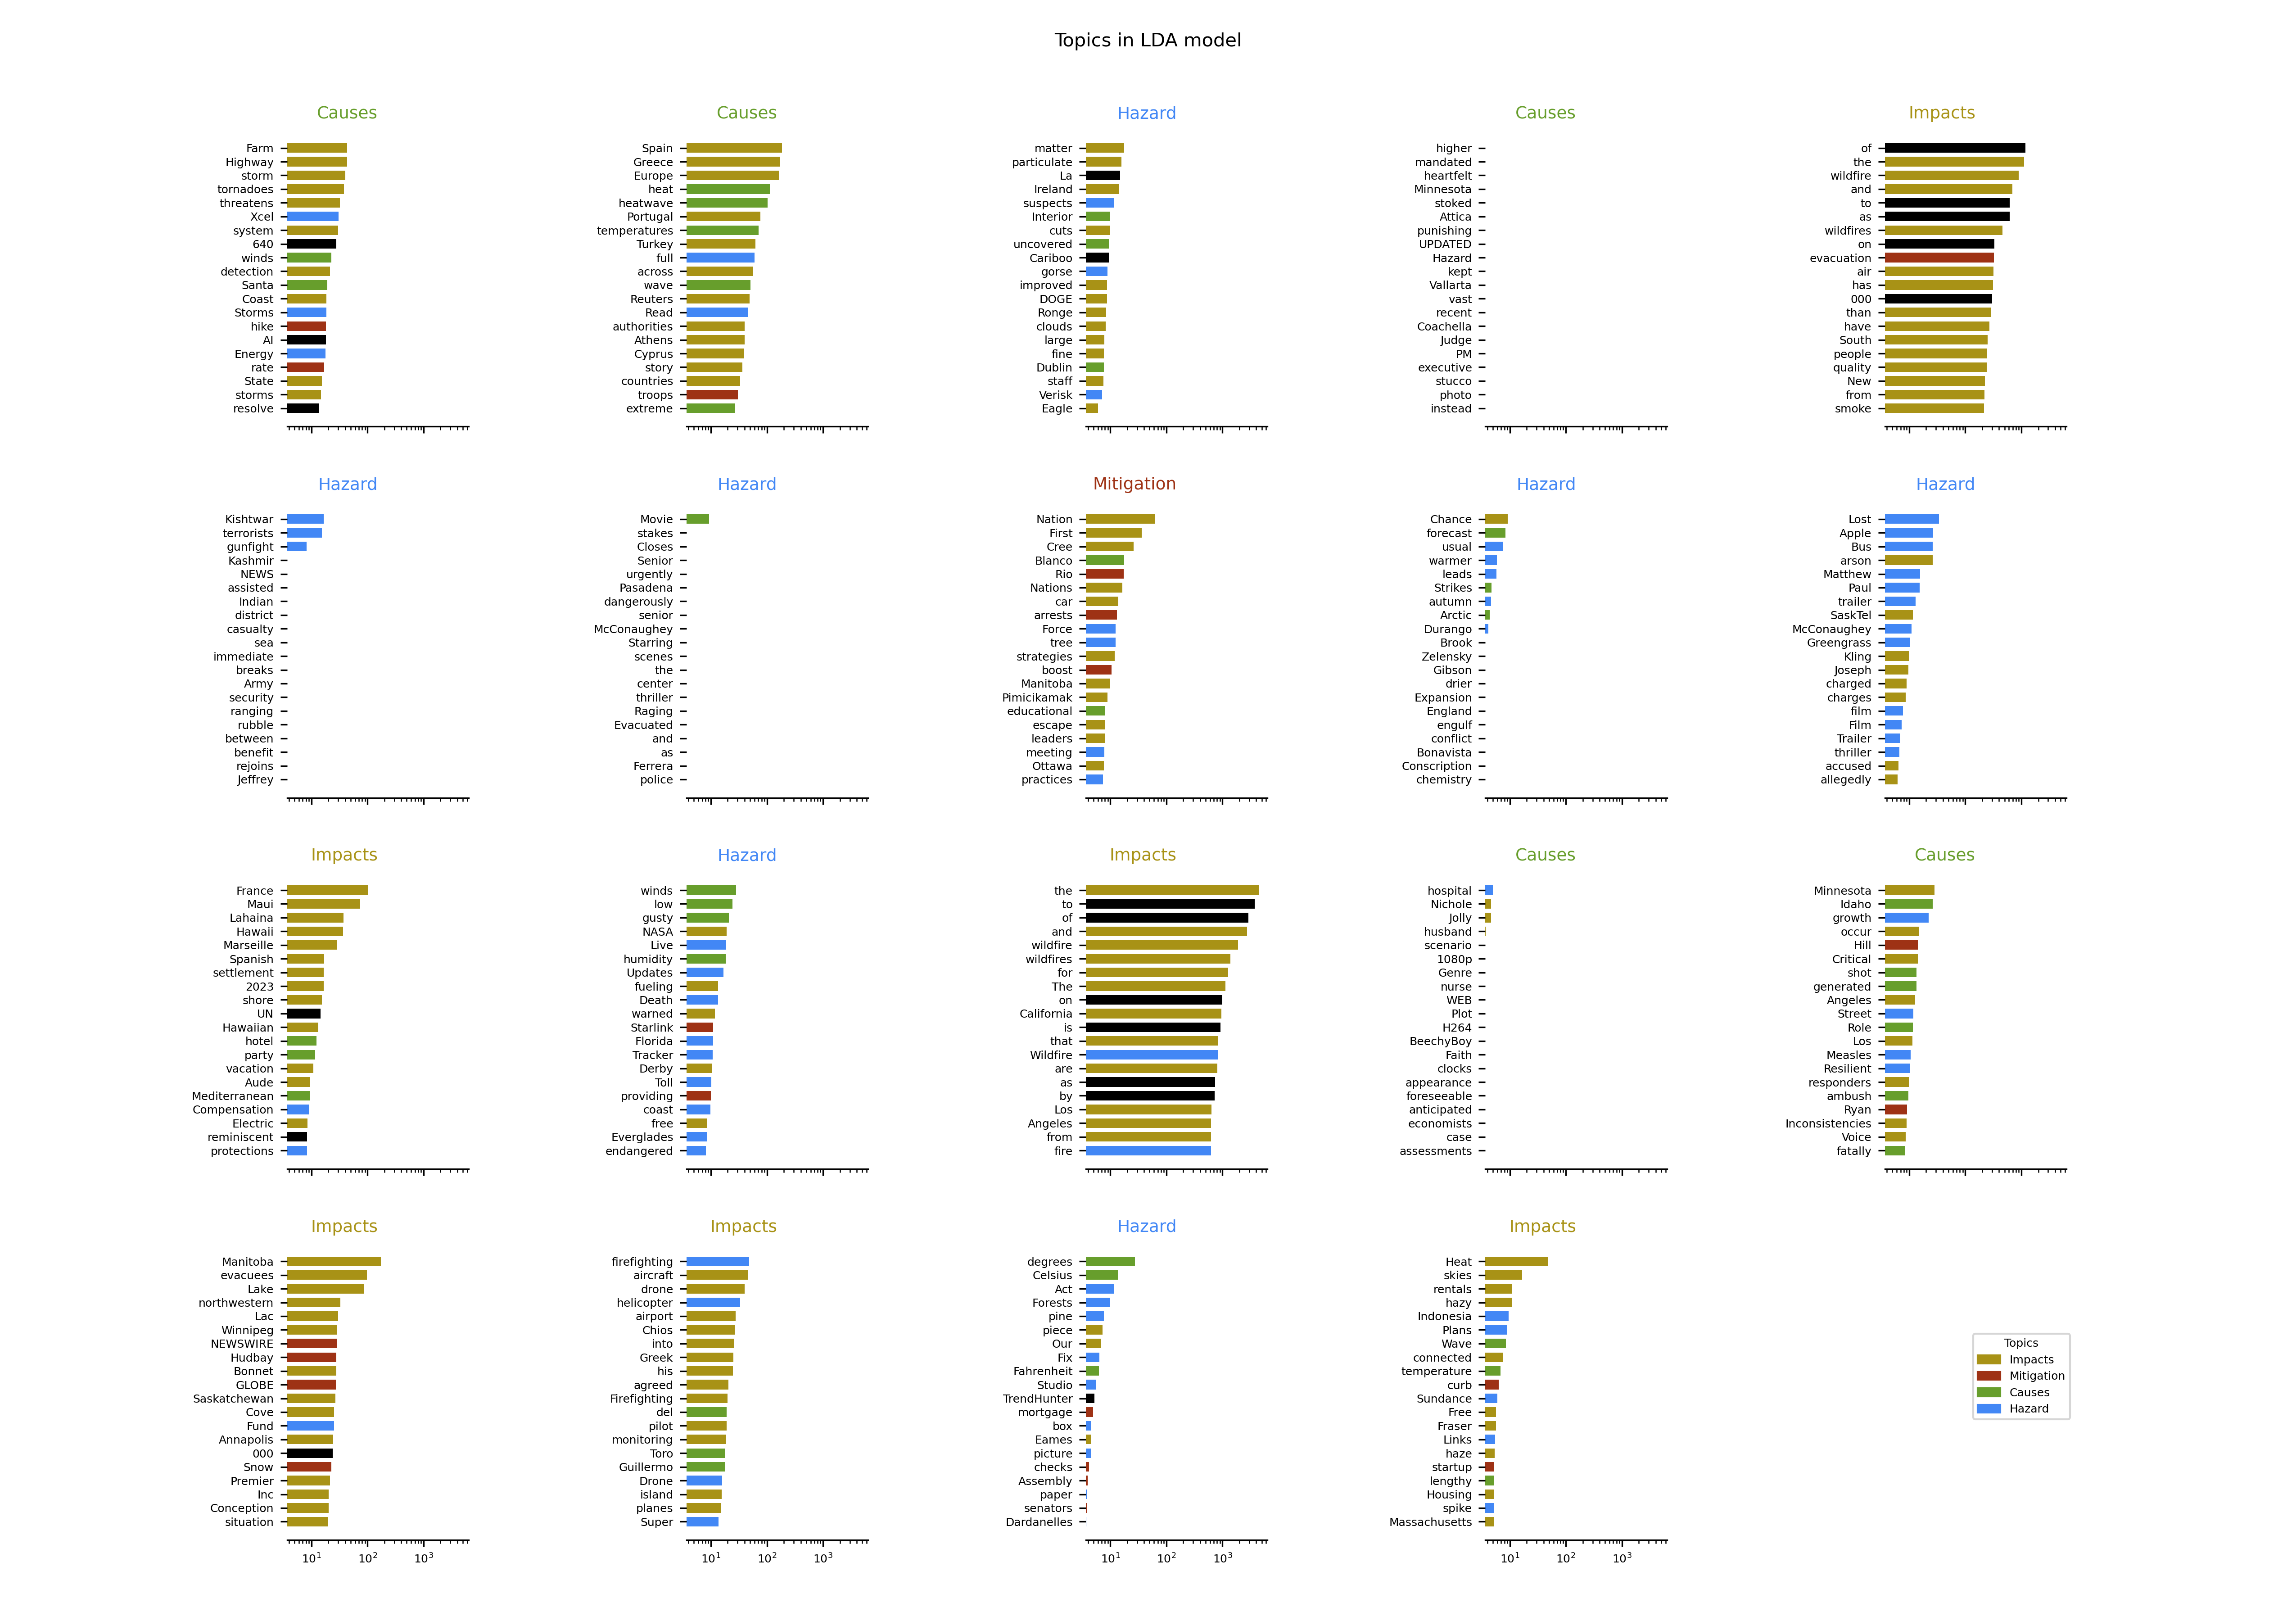 Topics in LDA model
Causes
Farm
Highway
storm
tornadoes
threatens
Xcel
system
640
winds
detection
Santa
Coast
Storms
hike
AI
Energy
rate
State
storms
resolve
Causes
Spain
Greece
Europe
heat
heatwave
Portugal
temperatures
Turkey
full
across
wave
Reuters
Read
authorities
Athens
Cyprus
story
countries
troops
extreme
Hazard
matter
particulate
La
Ireland
suspects
Interior
cuts
uncovered
Cariboo
gorse
improved
DOGE
Ronge
clouds
large
fine
Dublin
staff
Verisk
Eagle
Causes
higher
mandated
heartfelt
Minnesota
stoked
Attica
punishing
UPDATED
Hazard
kept
Vallarta
vast
recent
Coachella
Judge
PM
executive
stucco
photo
instead
Impacts
of
the
wildfire
and
to
as
wildfires
on
evacuation
air
has
000
than
have
South
people
quality
New
from
smoke
Hazard
Kishtwar
terrorists
gunfight
Kashmir
NEWS
assisted
Indian
district
casualty
sea
immediate
breaks
Army
security
ranging
rubble
between
benefit
rejoins
Jeffrey
Hazard
Movie
stakes
Closes
Senior
urgently
Pasadena
dangerously
senior
McConaughey
Starring
scenes
the
center
thriller
Raging
Evacuated
and
as
Ferrera
police
Mitigation
Nation
First
Cree
Blanco
Rio
Nations
car
arrests
Force
tree
strategies
boost
Manitoba
Pimicikamak
educational
escape
leaders
meeting
Ottawa
practices
Hazard
Chance
forecast
usual
warmer
leads
Strikes
autumn
Arctic
Durango
Brook
Zelensky
Gibson
drier
Expansion
England
engulf
conflict
Bonavista
Conscription
chemistry
Hazard
Lost
Apple
Bus
arson
Matthew
Paul
trailer
SaskTel
McConaughey
Greengrass
Kling
Joseph
charged
charges
film
Film
Trailer
thriller
accused
allegedly
Impacts
France
Maui
Lahaina
Hawaii
Marseille
Spanish
settlement
2023
shore
UN
Hawaiian
hotel
party
vacation
Aude
Mediterranean
Compensation
Electric
reminiscent
protections
Hazard
winds
low
gusty
NASA
Live
humidity
Updates
fueling
Death
warned
Starlink
Florida
Tracker
Derby
Toll
providing
coast
free
Everglades
endangered
Impacts
the
to
of
and
wildfire
wildfires
for
The
on
California
is
that
Wildfire
are
as
by
Los
Angeles
from
fire
Causes
hospital
Nichole
Jolly
husband
scenario
1080p
Genre
nurse
WEB
Plot
H264
BeechyBoy
Faith
clocks
appearance
foreseeable
anticipated
economists
case
assessments
Causes
Minnesota
Idaho
growth
occur
Hill
Critical
shot
generated
Angeles
Street
Role
Los
Measles
Resilient
responders
ambush
Ryan
Inconsistencies
Voice
fatally
Impacts
Manitoba
evacuees
Lake
northwestern
Lac
Winnipeg
NEWSWIRE
Hudbay
Bonnet
GLOBE
Saskatchewan
Cove
Fund
Annapolis
000
Snow
Premier
Inc
Conception
situation
10¹ 10² 10³
Impacts
firefighting
aircraft
drone
helicopter
airport
Chios
into
Greek
his
agreed
Firefighting
del
pilot
monitoring
Toro
Guillermo
Drone
island
planes
Super
10¹ 10² 10³
Hazard
degrees
Celsius
Act
Forests
pine
piece
Our
Fix
Fahrenheit
Studio
TrendHunter
mortgage
box
Eames
picture
checks
Assembly
paper
senators
Dardanelles
10¹ 10² 10³
Impacts
Heat
skies
rentals
hazy
Indonesia
Plans
Wave
connected
temperature
curb
Sundance
Free
Fraser
Links
haze
startup
lengthy
Housing
spike
Massachusetts
10¹ 10² 10³
Topics
Impacts
Mitigation
Causes
Hazard